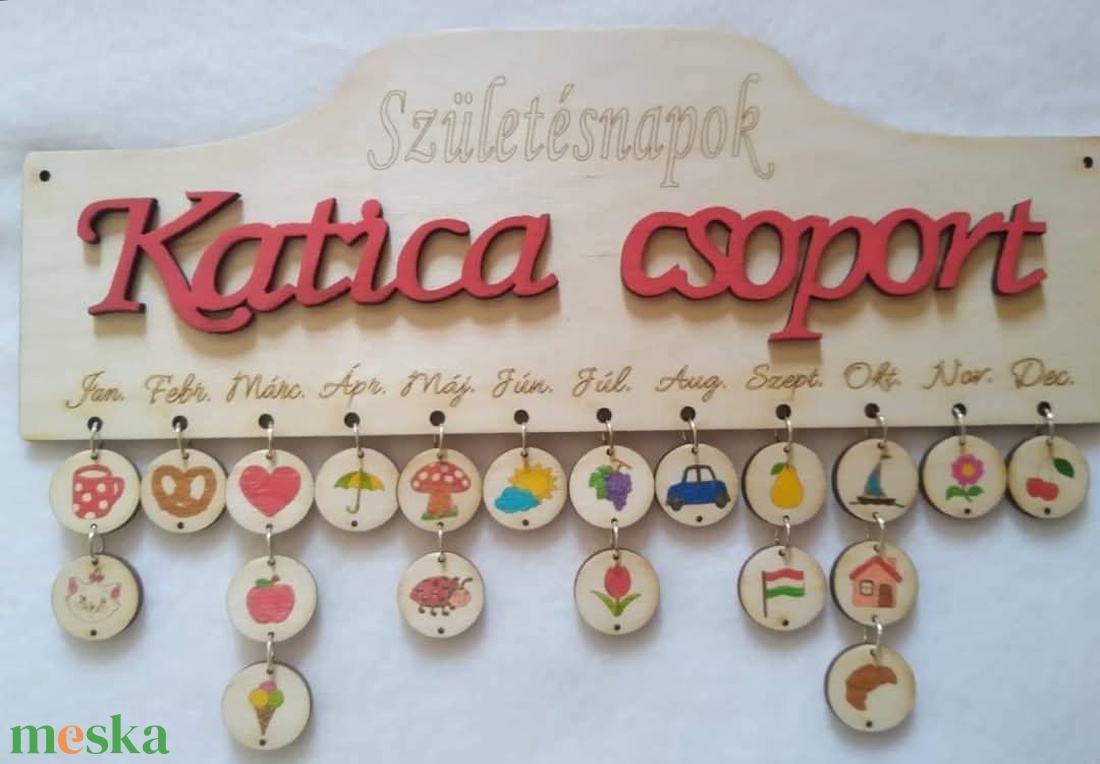 Születésnapok
Katica csoport
Jan. Febr. Márc. Ápr. Máj. Jún. Júl. Aug. Szept. Okt. Nov. Dec.
meska